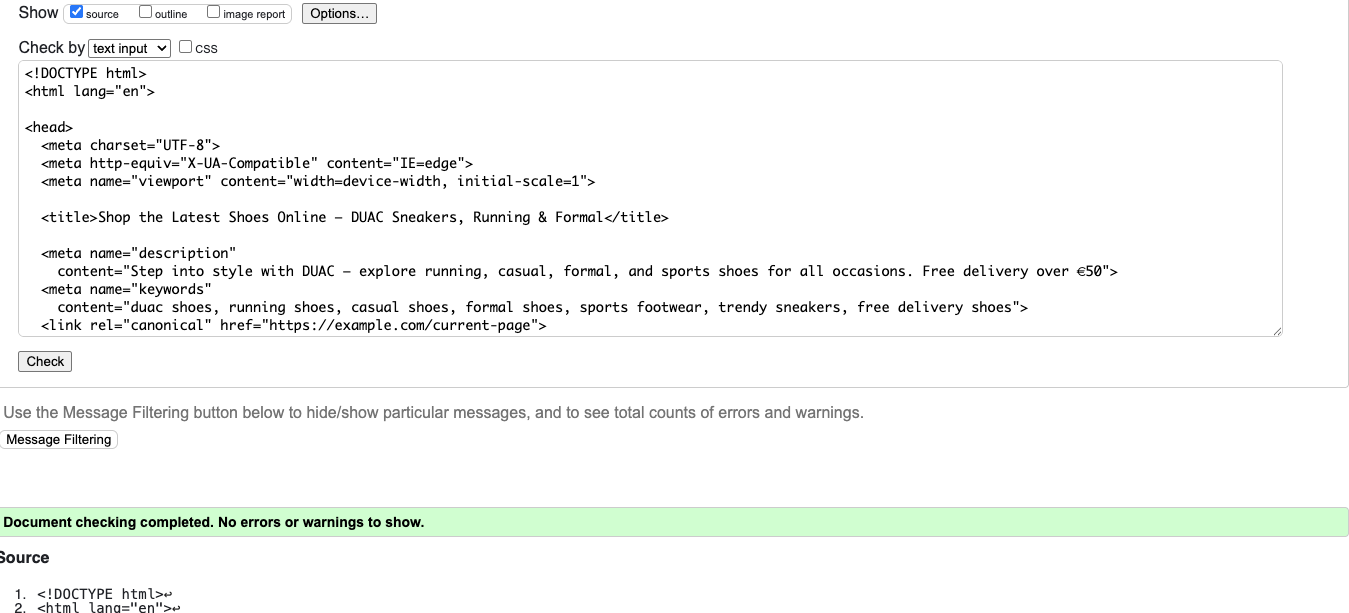 Show source outline image report Options...
Check by text input css
<!DOCTYPE html>
<html lang="en">
<head>
<meta charset="UTF-8">
<meta http-equiv="X-UA-Compatible" content="IE=edge">
<meta name="viewport" content="width=device-width, initial-scale=1">
<title>Shop the Latest Shoes Online – DUAC Sneakers, Running & Formal</title>
<meta name="description"
content="Step into style with DUAC – explore running, casual, formal, and sports shoes for all occasions. Free delivery over €50">
<meta name="keywords"
content="duac shoes, running shoes, casual shoes, formal shoes, sports footwear, trendy sneakers, free delivery shoes">
<link rel="canonical" href="https://example.com/current-page">
Check
Use the Message Filtering button below to hide/show particular messages, and to see total counts of errors and warnings.
Message Filtering
Document checking completed. No errors or warnings to show.
Source
1. <!DOCTYPE html>↩
2. <html lang="en">↩